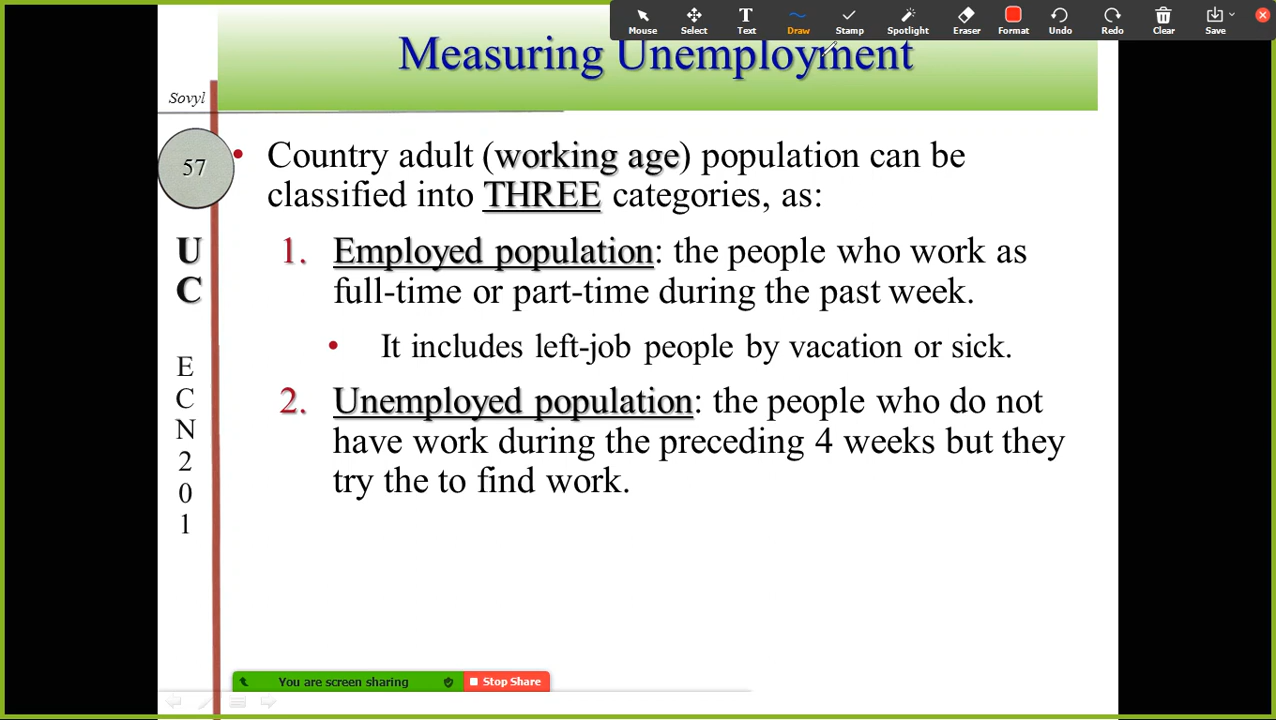 Mouse
Select
Text
Draw
Stamp
Spotlight
Eraser
Format
Undo
Redo
Clear
Save
Measuring Unemployment
Sovyl
57
U
C
E
C
N
2
0
1
• Country adult (working age) population can be
classified into THREE categories, as:
1. Employed population: the people who work as
full-time or part-time during the past week.
• It includes left-job people by vacation or sick.
2. Unemployed population: the people who do not
have work during the preceding 4 weeks but they
try the to find work.
You are screen sharing
Stop Share